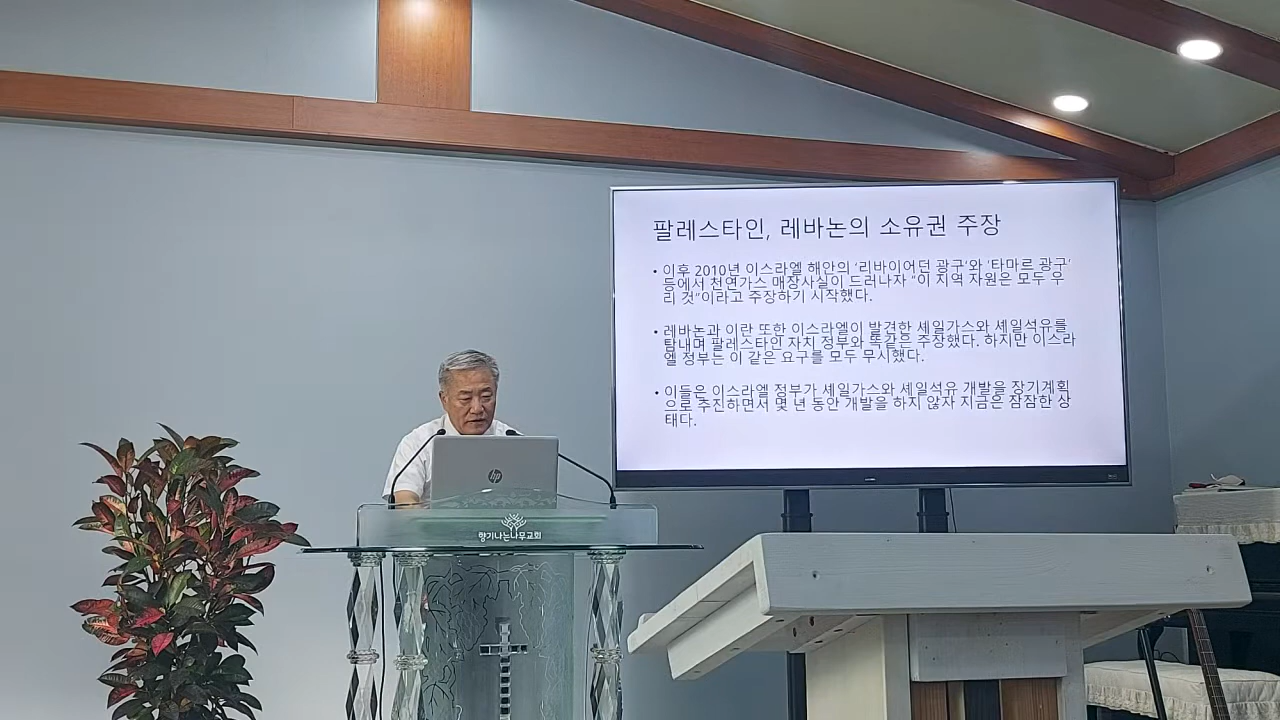 팔레스타인, 레바논의 소유권 주장
• 이후 2010년 이스라엘 해안의 '리바이어던 광구'와 '타마르 광구'
등에서 천연가스 매장사실이 드러나자 "이 지역 자원은 모두 우
리 것"이라고 주장하기 시작했다.
• 레바논과 이란 또한 이스라엘이 발견한 셰일가스와 셰일석유를
탐내며 팔레스타인 자치 정부와 똑같은 주장했다. 하지만 이스라
엘 정부는 이 같은 요구를 모두 무시했다.
• 이들은 이스라엘 정부가 셰일가스와 셰일석유 개발을 장기계획
으로 추진하면서 몇 년 동안 개발을 하지 않자 지금은 잠잠한 상
태다.
hp
향기나는나무교회